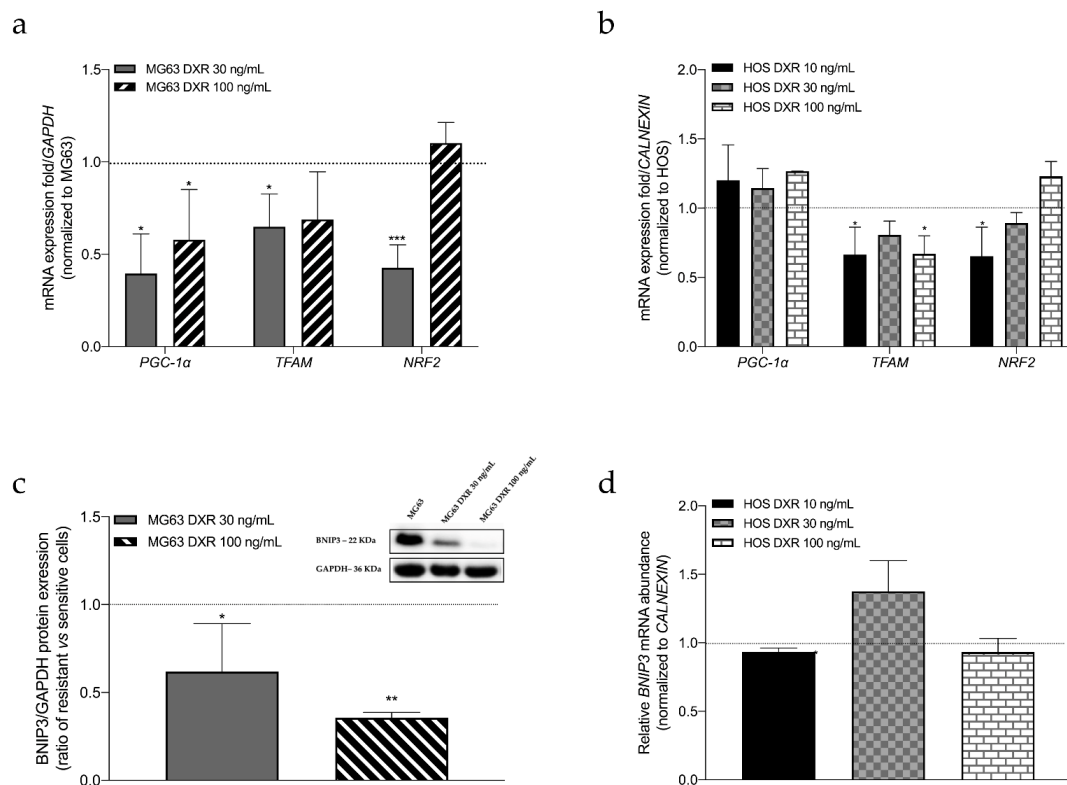 a
MG63 DXR 30 ng/mL
MG63 DXR 100 ng/mL
mRNA expression fold/GAPDH
(normalized to MG63)
1.5
1.0
0.5
0.0
*
*
*
***
PGC-1α
TFAM
NRF2
b
HOS DXR 10 ng/mL
HOS DXR 30 ng/mL
HOS DXR 100 ng/mL
mRNA expression fold/CALNEXIN
(normalized to HOS)
2.0
1.5
1.0
0.5
0.0
*
*
*
PGC-1α
TFAM
NRF2
c
MG63 DXR 30 ng/mL
MG63 DXR 100 ng/mL
BNIP3/GAPDH protein exression
(ratio of resistant vs sensitive cells)
1.5
1.0
0.5
0.0
*
**
MG63
MG63 DXR 30 ng/mL
MG63 DXR 100 ng/mL
BNIP3 – 22 KDa
GAPDH– 36 KDa
d
HOS DXR 10 ng/mL
HOS DXR 30 ng/mL
HOS DXR 100 ng/mL
Relative BNIP3 mRNA abundance
(normalized to CALNEXIN)
2.0
1.5
1.0
0.5
0.0
*